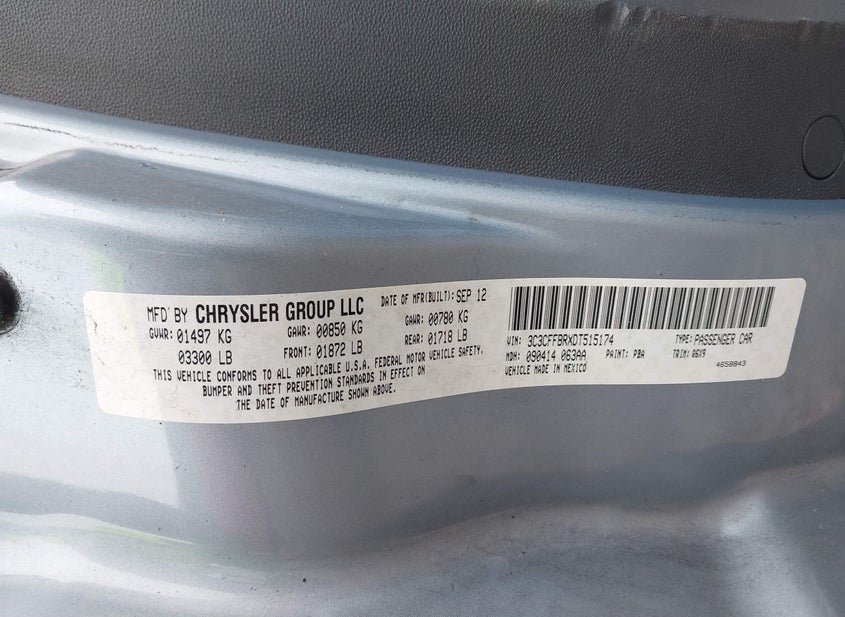 MFD BY CHRYSLER GROUP LLC DATE OF MFR(BUILT): SEP 12
GVWR: 01497 KG GAWR: 00850 KG GAWR: 00780 KG
03300 LB FRONT: 01872 LB REAR: 01718 LB
THIS VEHICLE CONFORMS TO ALL APPLICABLE U.S.A. FEDERAL MOTOR VEHICLE SAFETY,
BUMPER AND THEFT PREVENTION STANDARDS IN EFFECT ON
THE DATE OF MANUFACTURE SHOWN ABOVE.
VIN: 3C3CFFBRXDT515174 TYPE: PASSENGER CAR
MDH: 090414 063AA PAINT: PBA TRIM: 06X9
VEHICLE MADE IN MEXICO 4658843